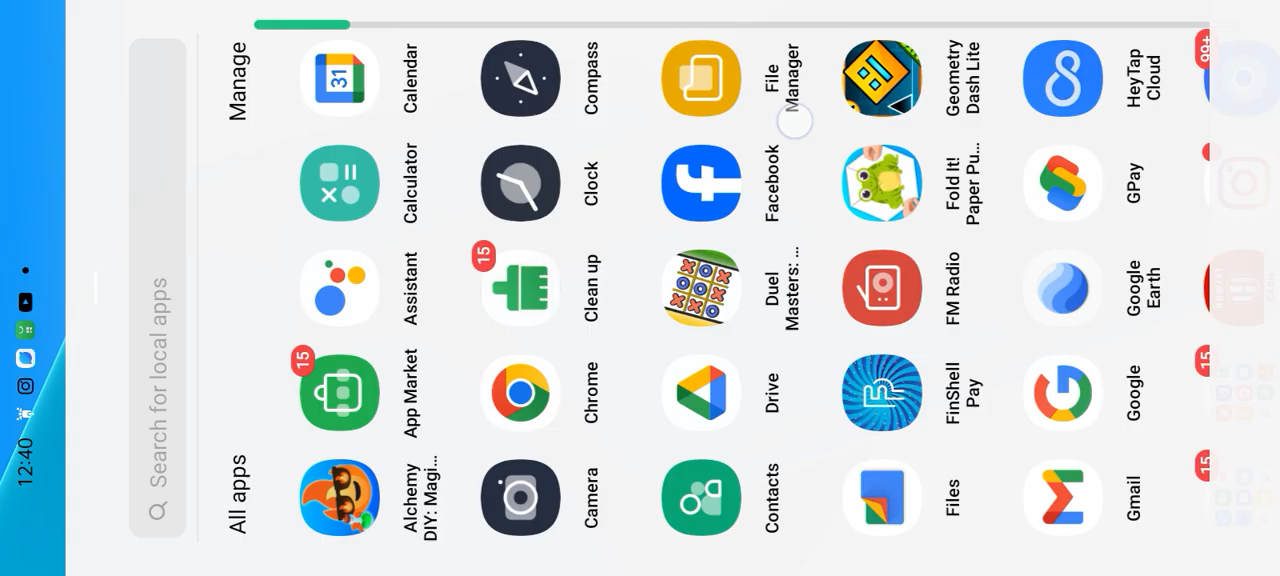 12:40
Search for local apps
All apps
Manage
15
Alchemy
DIY: Magi...
App Market
Assistant
Calculator
31
Calendar
15
Camera
Chrome
Clean up
Clock
Compass
Contacts
Drive
Duel
Masters: ...
Facebook
File
Manager
Files
FinShell
Pay
FM Radio
Fold It!
Paper Pu...
Geometry
Dash Lite
Gmail
Google
Google
Earth
GPay
HeyTap
Cloud
15
15
99+